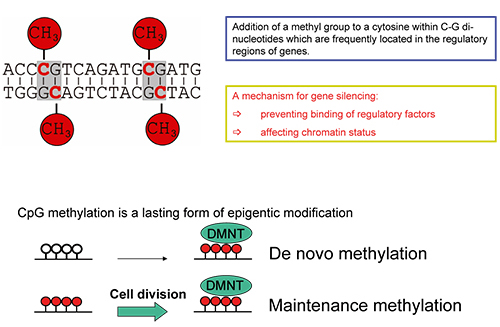 CH3 CH3
ACCCGTCAGATGCGATG
TGGGCAGTCTACGCTAC
CH3 CH3
Addition of a methyl group to a cytosine within C-G di-
nucleotides which are frequently located in the regulatory
regions of genes.
A mechanism for gene silencing:
⇨ preventing binding of regulatory factors
⇨ affecting chromatin status
CpG methylation is a lasting form of epigentic modification
DMNT
De novo methylation
Cell division
DMNT
Maintenance methylation